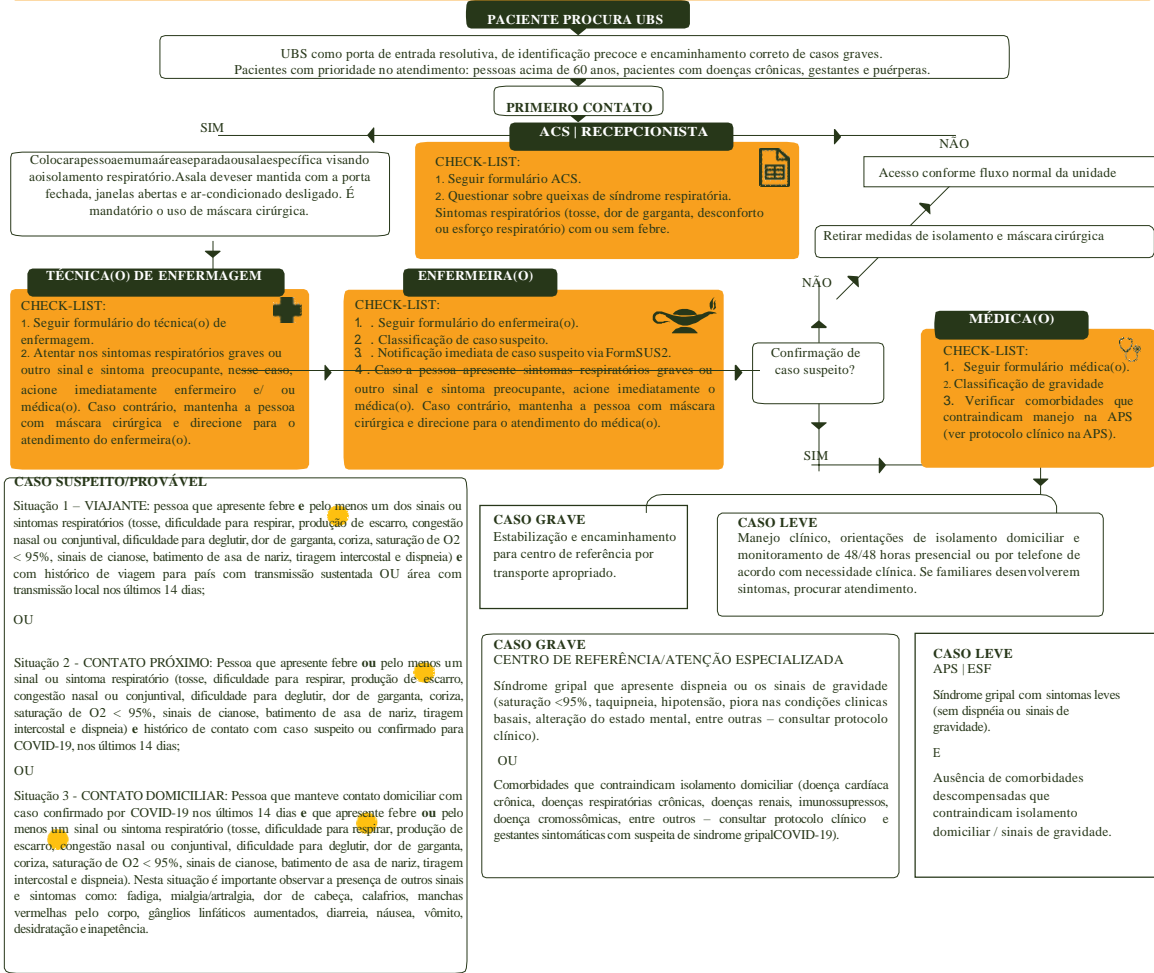 PACIENTE PROCURA UBS
UBS como porta de entrada resolutiva, de identificação precoce e encaminhamento correto de casos graves.
Pacientes com prioridade no atendimento: pessoas acima de 60 anos, pacientes com doenças crônicas, gestantes e puérperas.
PRIMEIRO CONTATO
SIM
ACS | RECEPCIONISTA
NÃO
Colocarapessoaemumaáreaseparadaousalaespecífica visando
aoisolamento respiratório.Asala deveser mantida com a porta
fechada, janelas abertas e ar-condicionado desligado. É
mandatório o uso de máscara cirúrgica.
CHECK-LIST:
1. Seguir formulário ACS.
2. Questionar sobre queixas de síndrome respiratória.
Sintomas respiratórios (tosse, dor de garganta, desconforto
ou esforço respiratório) com ou sem febre.
Acesso conforme fluxo normal da unidade
Retirar medidas de isolamento e máscara cirúrgica
NÃO
TÉCNICA(O) DE ENFERMAGEM
CHECK-LIST:
1. Seguir formulário do técnica(o) de
enfermagem.
2. Atentar nos sintomas respiratórios graves ou
outro sinal e sintoma preocupante, nesse caso,
acione imediatamente enfermeiro e/ ou
médica(o). Caso contrário, mantenha a pessoa
com máscara cirúrgica e direcione para o
atendimento do enfermeira(o).
ENFERMEIRA(O)
CHECK-LIST:
1. . Seguir formulário do enfermeira(o).
2 . Classificação de caso suspeito.
3 . Notificação imediata de caso suspeito via FormSUS2.
4 . Caso a pessoa apresente sintomas respiratórios graves ou
outro sinal e sintoma preocupante, acione imediatamente o
médica(o). Caso contrário, mantenha a pessoa com máscara
cirúrgica e direcione para o atendimento do médica(o).
Confirmação de
caso suspeito?
SIM
MÉDICA(O)
CHECK-LIST:
1. Seguir formulário médica(o).
2. Classificação de gravidade
3. Verificar comorbidades que
contraindicam manejo na APS
(ver protocolo clínico na APS).
CASO SUSPEITO/PROVÁVEL
Situação 1 – VIAJANTE: pessoa que apresente febre e pelo menos um dos sinais ou
sintomas respiratórios (tosse, dificuldade para respirar, produção de escarro, congestão
nasal ou conjuntival, dificuldade para deglutir, dor de garganta, coriza, saturação de O2
< 95%, sinais de cianose, batimento de asa de nariz, tiragem intercostal e dispneia) e
com histórico de viagem para país com transmissão sustentada OU área com
transmissão local nos últimos 14 dias;
OU
Situação 2 - CONTATO PRÓXIMO: Pessoa que apresente febre ou pelo menos um
sinal ou sintoma respiratório (tosse, dificuldade para respirar, produção de escarro,
congestão nasal ou conjuntival, dificuldade para deglutir, dor de garganta, coriza,
saturação de O2 < 95%, sinais de cianose, batimento de asa de nariz, tiragem
intercostal e dispneia) e histórico de contato com caso suspeito ou confirmado para
COVID-19, nos últimos 14 dias;
OU
Situação 3 - CONTATO DOMICILIAR: Pessoa que manteve contato domiciliar com
caso confirmado por COVID-19 nos últimos 14 dias e que apresente febre ou pelo
menos um sinal ou sintoma respiratório (tosse, dificuldade para respirar, produção de
escarro, congestão nasal ou conjuntival, dificuldade para deglutir, dor de garganta,
coriza, saturação de O2 < 95%, sinais de cianose, batimento de asa de nariz, tiragem
intercostal e dispneia). Nesta situação é importante observar a presença de outros sinais
e sintomas como: fadiga, mialgia/artralgia, dor de cabeça, calafrios, manchas
vermelhas pelo corpo, gânglios linfáticos aumentados, diarreia, náusea, vômito,
desidratação e inapetência.
CASO GRAVE
Estabilização e encaminhamento
para centro de referência por
transporte apropriado.
CASO LEVE
Manejo clínico, orientações de isolamento domiciliar e
monitoramento de 48/48 horas presencial ou por telefone de
acordo com necessidade clínica. Se familiares desenvolverem
sintomas, procurar atendimento.
CASO GRAVE
CENTRO DE REFERÊNCIA/ATENÇÃO ESPECIALIZADA
Síndrome gripal que apresente dispneia ou os sinais de gravidade
(saturação <95%, taquipneia, hipotensão, piora nas condições clinicas
basais, alteração do estado mental, entre outras – consultar protocolo
clínico).
OU
Comorbidades que contraindicam isolamento domiciliar (doença cardíaca
crônica, doenças respiratórias crônicas, doenças renais, imunossupressos,
doença cromossômicas, entre outros – consultar protocolo clínico e
gestantes sintomáticas com suspeita de sindrome gripalCOVID-19).
CASO LEVE
APS | ESF
Síndrome gripal com sintomas leves
(sem dispnéia ou sinais de
gravidade).
E
Ausência de comorbidades
descompensadas que
contraindicam isolamento
domiciliar / sinais de gravidade.